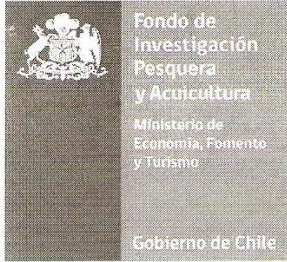 Fondo de
Investigación
Pesquera
y Acuicultura
Ministerio de
Economía, Fomento
y Turismo
Gobierno de Chile